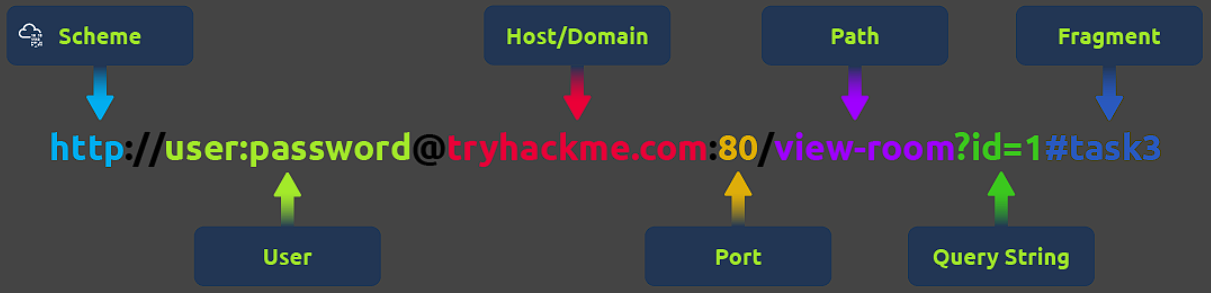 Scheme
Host/Domain
Path
Fragment
http://user:password@tryhackme.com:80/view-room?id=1#task3
User
Port
Query String